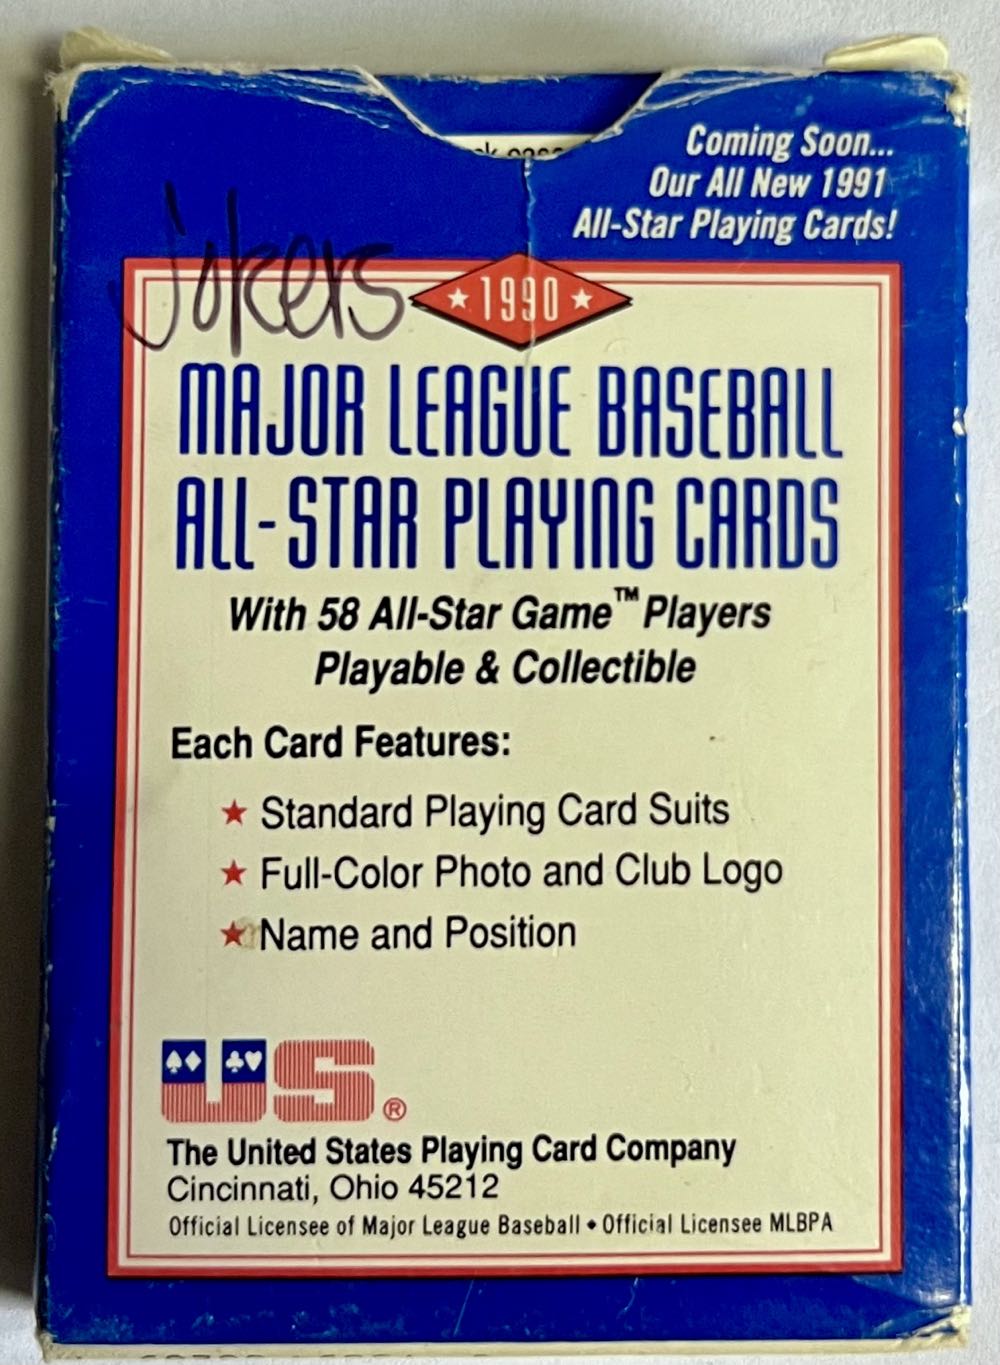 Coming Soon...
Our All New 1991
All-Star Playing Cards!
jokers
★ 1990 ★
MAJOR LEAGUE BASEBALL
ALL-STAR PLAYING CARDS
With 58 All-Star Game™ Players
Playable & Collectible
Each Card Features:
★ Standard Playing Card Suits
★ Full-Color Photo and Club Logo
★ Name and Position
US®
The United States Playing Card Company
Cincinnati, Ohio 45212
Official Licensee of Major League Baseball ♦ Official Licensee MLBPA